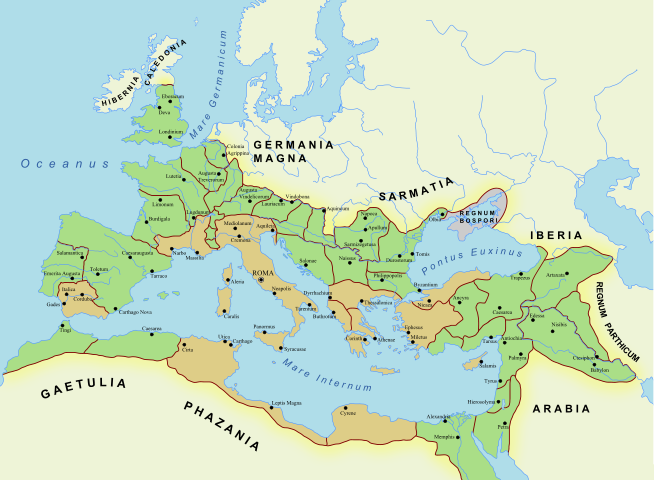 CALEDONIA
HIBERNIA
Mare Germanicum
Eburacum
Deva
Londinium
Oceanus
GERMANIA
MAGNA
Colonia
Agrippina
Lutetia
Augusta
Treverorum
SARMATIA
Augusta
Vindelicorum
Vindobona
Lauriacum
Aquincum
Limonum
Burdigala
Lugdunum
Napoca
Apulum
Olbia
REGNUM
BOSPORI
IBERIA
Mediolanum
Aquileia
Cremona
Sarmizegetusa
Salamantica
Caesaraugusta
Narbo
Massilia
Salonae
Naissus
Durostorum
Tomis
Pontus Euxinus
Emerita Augusta
Toletum
Tarraco
ROMA
Philippopolis
Trapezus
Artaxata
Italica
Corduba
Gades
Aleria
Neapolis
Dyrrhachium
Byzantium
Carthago Nova
Caralis
Tarentum
Buthrotum
Thessalonica
Nicaea
Ancyra
Caesarea
REGNUM PARTHICUM
Tingi
Caesarea
Panormus
Utica
Carthago
Cirta
Syracusae
Corinth
Athenae
Ephesus
Miletus
Tarsus
Antiochia
Edessa
Nisibis
Ctesiphon
Babylon
Palmyra
Mare Internum
Salamis
Tyrus
GAETULIA
PHAZANIA
Leptis Magna
Cyrene
Hierosolyma
ARABIA
Alexandria
Memphis
Petra